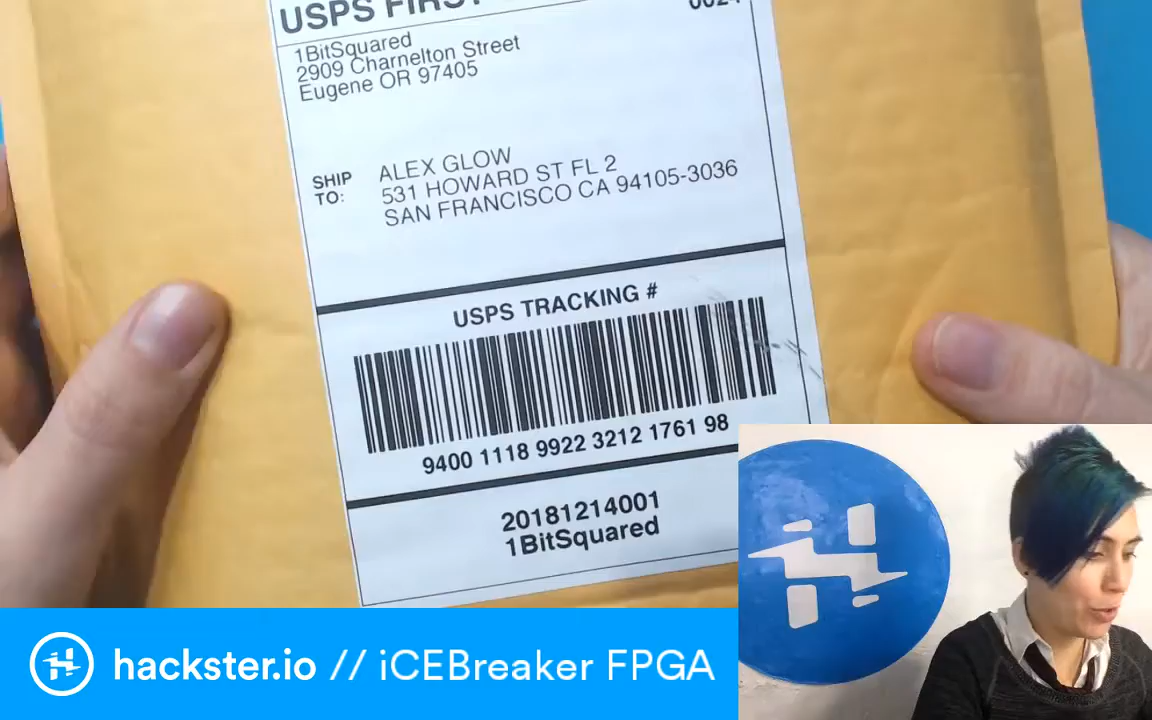 USPS FIRST
0024
1BitSquared
2909 Charnelton Street
Eugene OR 97405
SHIP TO:
ALEX GLOW
531 HOWARD ST FL 2
SAN FRANCISCO CA 94105-3036
USPS TRACKING #
9400 1118 9922 3212 1761 98
20181214001
1BitSquared
hackster.io // iCEBreaker FPGA